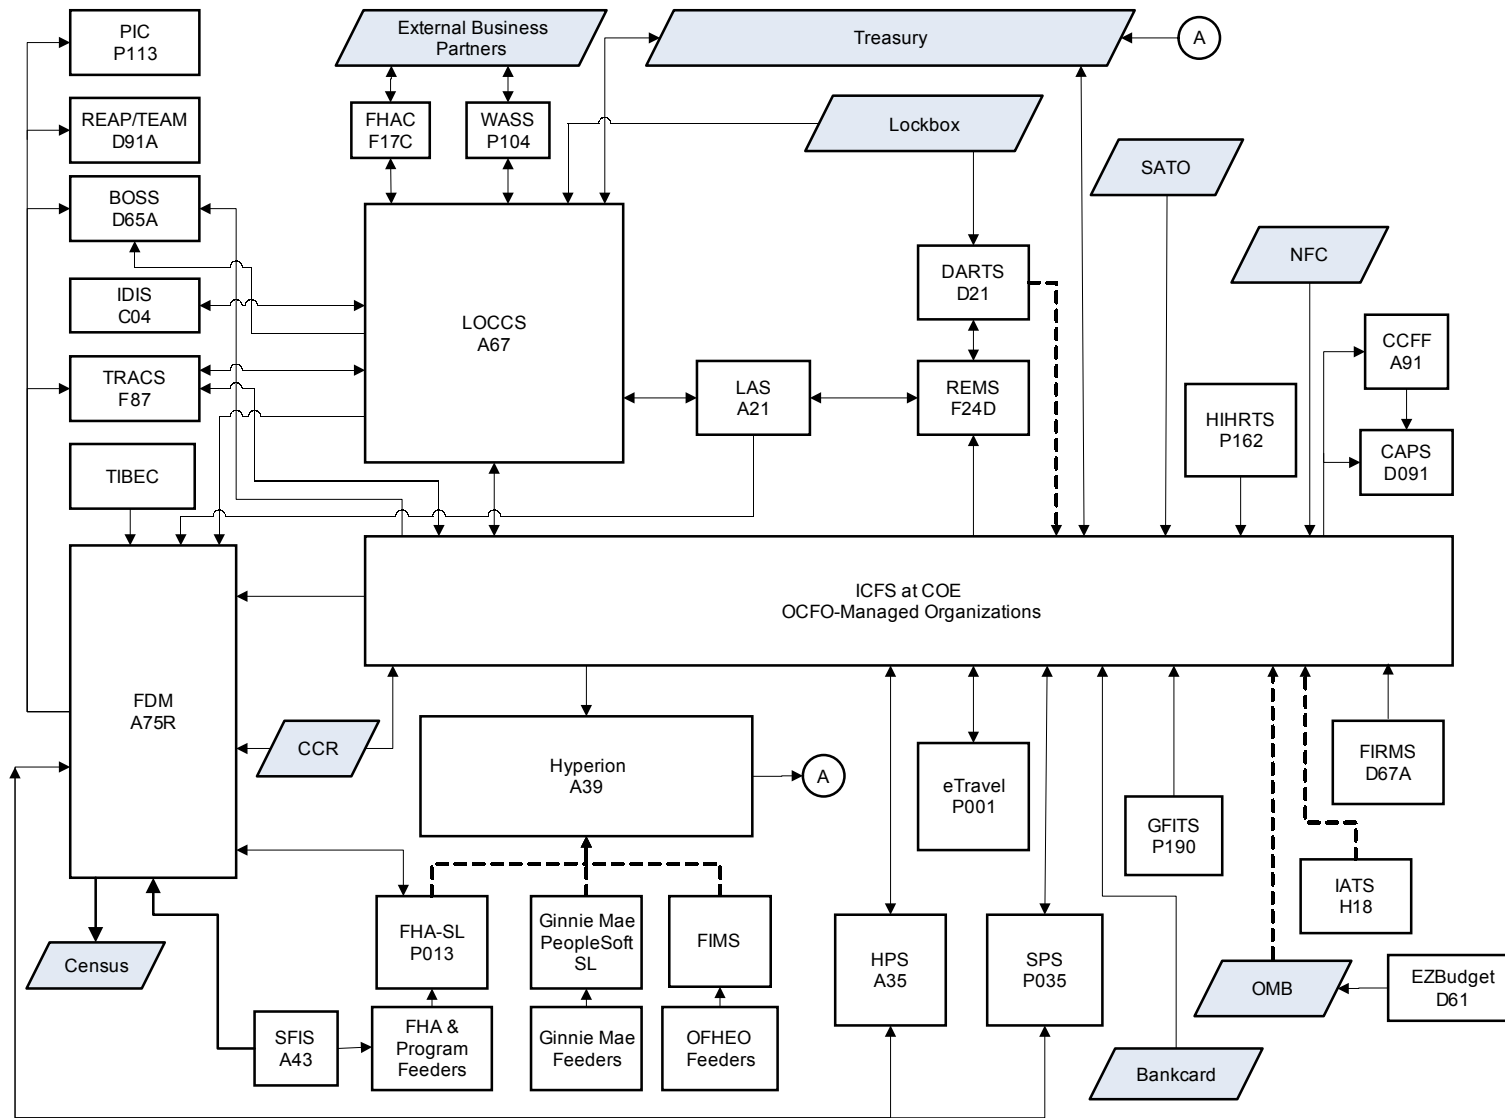 PIC
P113
External Business
Partners
Treasury
A
REAP/TEAM
D91A
FHAC
F17C
WASS
P104
Lockbox
SATO
BOSS
D65A
NFC
DARTS
D21
IDIS
C04
LOCCS
A67
CCFF
A91
TRACS
F87
LAS
A21
REMS
F24D
HIHRTS
P162
CAPS
D091
TIBEC
ICFS at COE
OCFO-Managed Organizations
FDM
A75R
CCR
Hyperion
A39
A
eTravel
P001
FIRMS
D67A
GFITS
P190
IATS
H18
FHA-SL
P013
Ginnie Mae
PeopleSoft
SL
FIMS
HPS
A35
SPS
P035
Census
OMB
EZBudget
D61
SFIS
A43
FHA &
Program
Feeders
Ginnie Mae
Feeders
OFHEO
Feeders
Bankcard